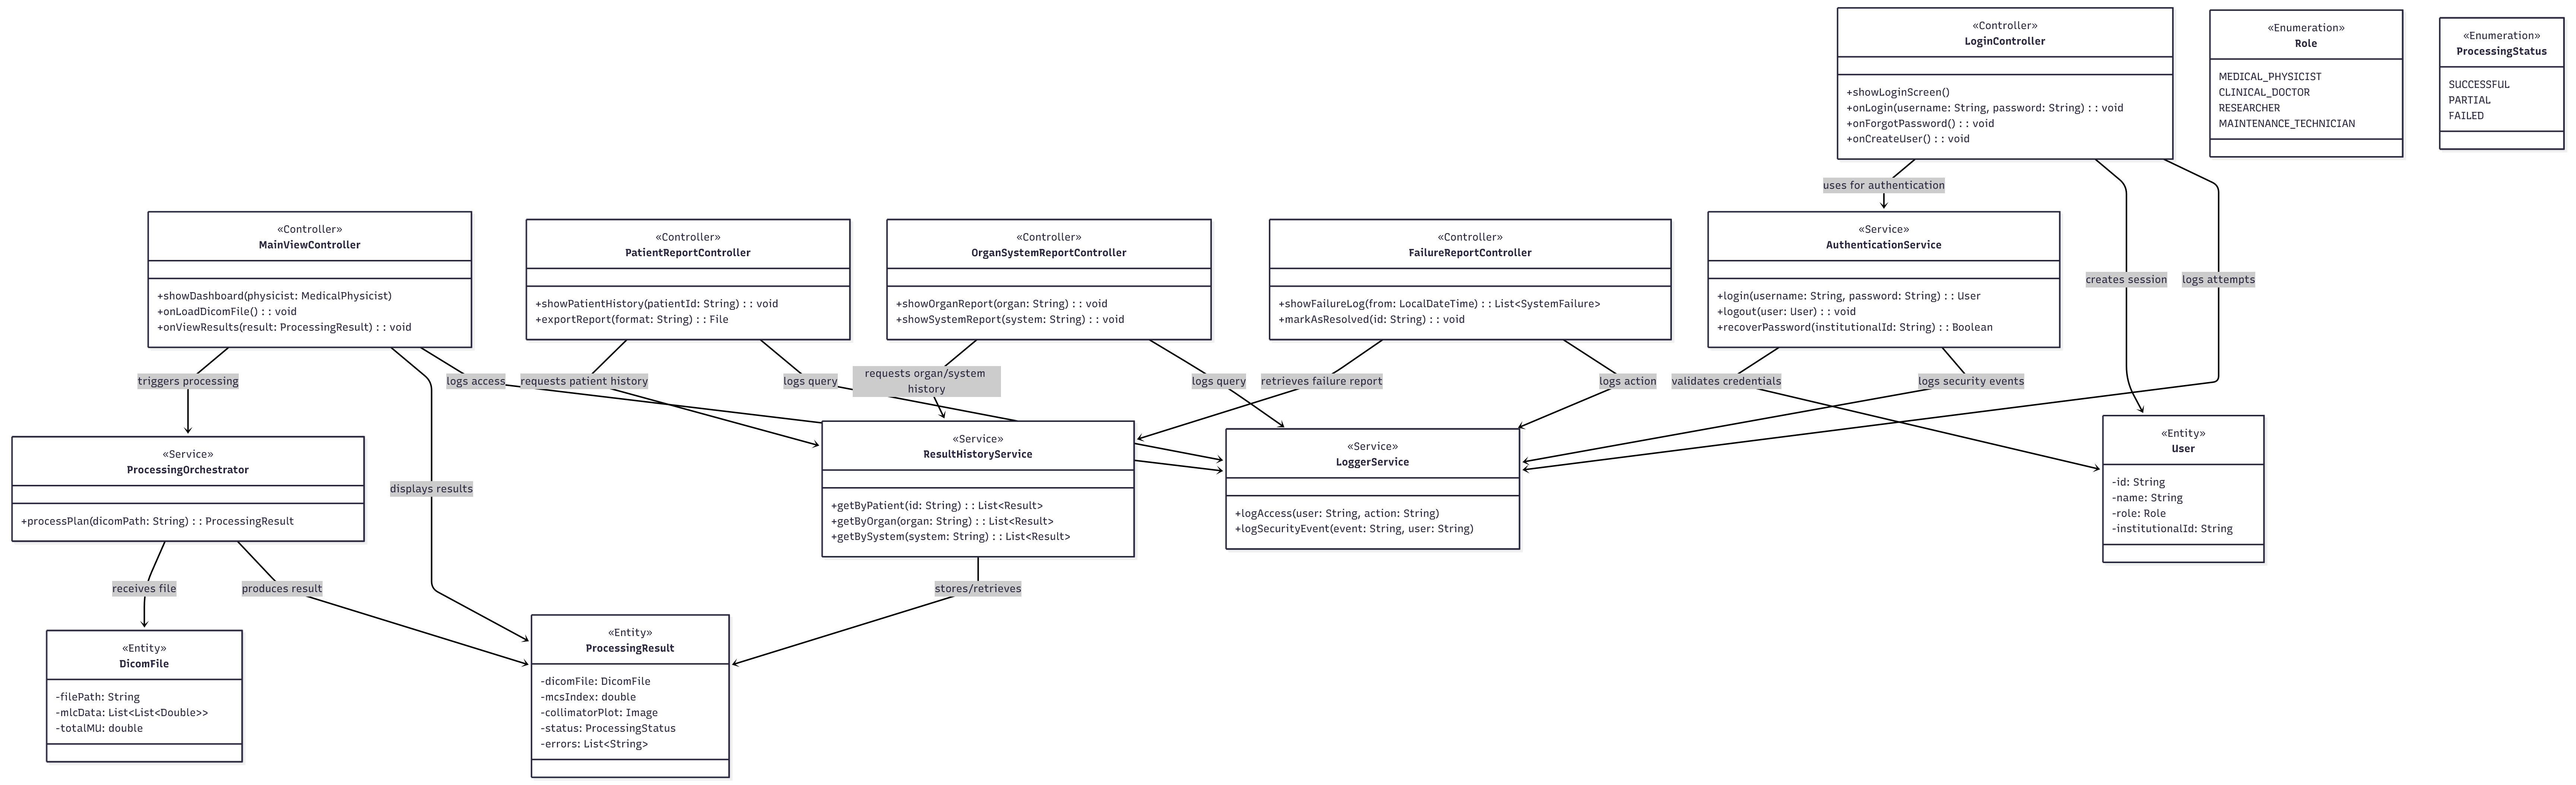 «Controller»
LoginController
+showLoginScreen()
+onLogin(username: String, password: String) : : void
+onForgotPassword() : : void
+onCreateUser() : : void
«Enumeration»
Role
MEDICAL_PHYSICIST
CLINICAL_DOCTOR
RESEARCHER
MAINTENANCE_TECHNICIAN
«Enumeration»
ProcessingStatus
SUCCESSFUL
PARTIAL
FAILED
uses for authentication
creates session
logs attempts
«Controller»
MainViewController
+showDashboard(physicist: MedicalPhysicist)
+onLoadDicomFile() : : void
+onViewResults(result: ProcessingResult) : : void
«Controller»
PatientReportController
+showPatientHistory(patientId: String) : : void
+exportReport(format: String) : : File
«Controller»
OrganSystemReportController
+showOrganReport(organ: String) : : void
+showSystemReport(system: String) : : void
«Controller»
FailureReportController
+showFailureLog(from: LocalDateTime) : : List<SystemFailure>
+markAsResolved(id: String) : : void
«Service»
AuthenticationService
+login(username: String, password: String) : : User
+logout(user: User) : : void
+recoverPassword(institutionalId: String) : : Boolean
triggers processing
logs access
requests patient history
logs query
requests organ/system
history
logs query
retrieves failure report
logs action
validates credentials
logs security events
displays results
«Service»
ProcessingOrchestrator
+processPlan(dicomPath: String) : : ProcessingResult
«Service»
ResultHistoryService
+getByPatient(id: String) : : List<Result>
+getByOrgan(organ: String) : : List<Result>
+getBySystem(system: String) : : List<Result>
«Service»
LoggerService
+logAccess(user: String, action: String)
+logSecurityEvent(event: String, user: String)
«Entity»
User
-id: String
-name: String
-role: Role
-institutionalId: String
receives file
produces result
stores/retrieves
«Entity»
DicomFile
-filePath: String
-mlcData: List<List<Double>>
-totalMU: double
«Entity»
ProcessingResult
-dicomFile: DicomFile
-mcsIndex: double
-collimatorPlot: Image
-status: ProcessingStatus
-errors: List<String>